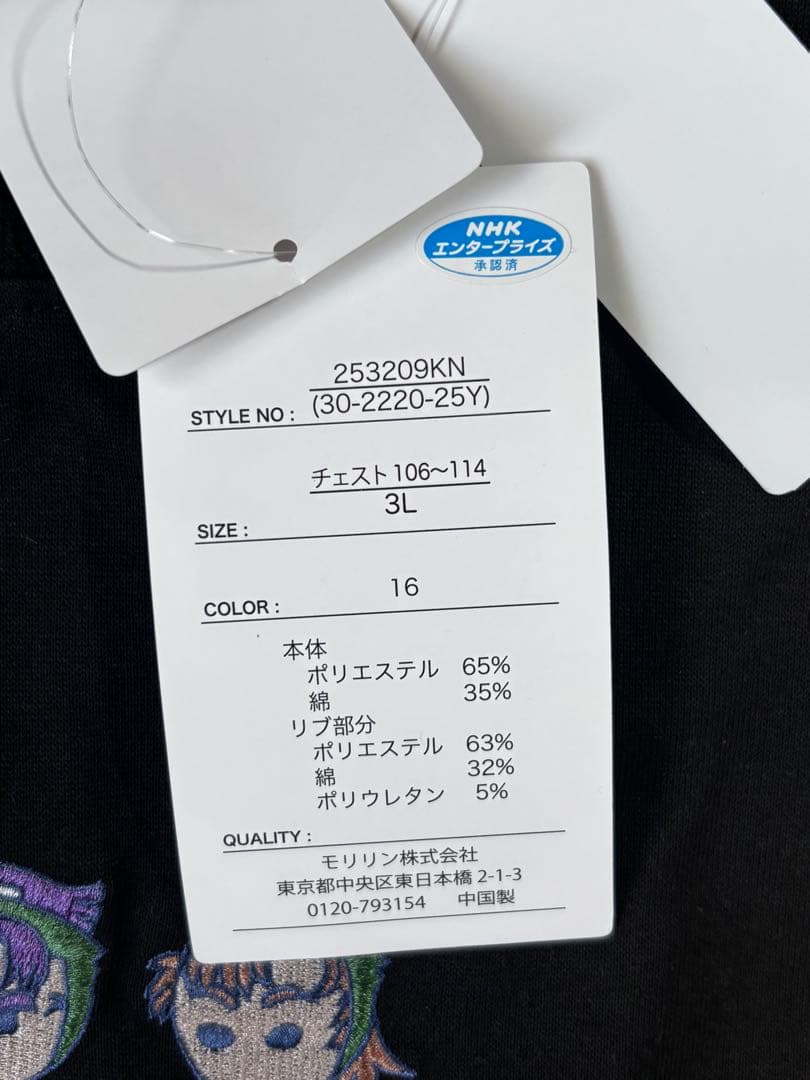 NHK
エンタープライズ
承認済
253209KN
STYLE NO : (30-2220-25Y)
チェスト 106〜114
3L
SIZE :
16
COLOR :
本体
ポリエステル 65%
綿 35%
リブ部分
ポリエステル 63%
綿 32%
ポリウレタン 5%
QUALITY :
モリリン株式会社
東京都中央区東日本橋 2-1-3
0120-793154 中国製